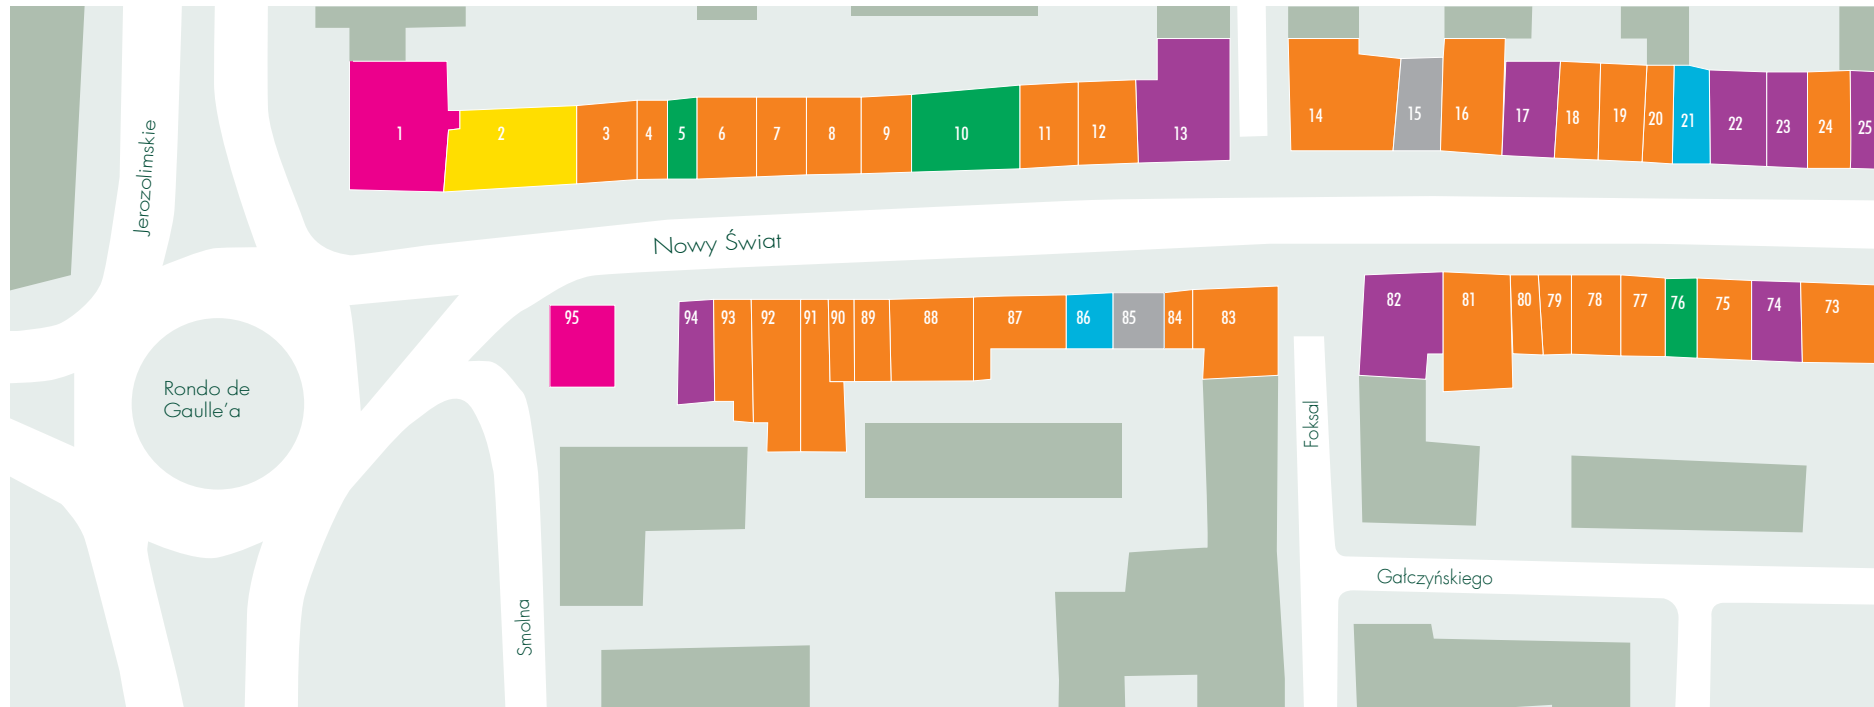 1 2 3 4 5 6 7 8 9 10 11 12 13 14 15 16 17 18 19 20 21 22 23 24 25
Jerozolimskie
Nowy Świat
95 94 93 92 91 90 89 88 87 86 85 84 83 82 81 80 79 78 77 76 75 74 73
Rondo de
Gaulle'a
Foksal
Gałczyńskiego
Smolna